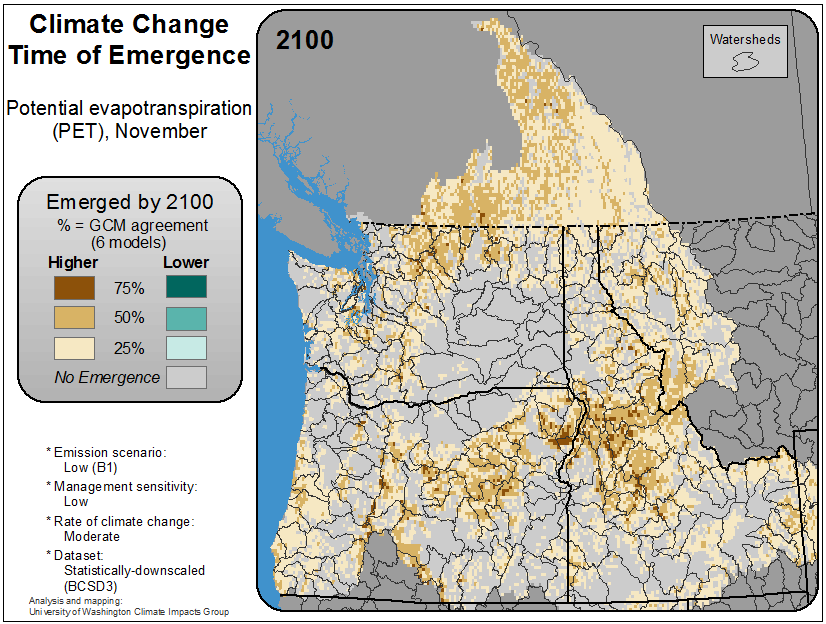 Climate Change
Time of Emergence
Potential evapotranspiration
(PET), November
Emerged by 2100
% = GCM agreement
(6 models)
Higher Lower
75%
50%
25%
No Emergence
* Emission scenario:
Low (B1)
* Management sensitivity:
Low
* Rate of climate change:
Moderate
* Dataset:
Statistically-downscaled
(BCSD3)
Analysis and mapping:
University of Washington Climate Impacts Group
2100
Watersheds